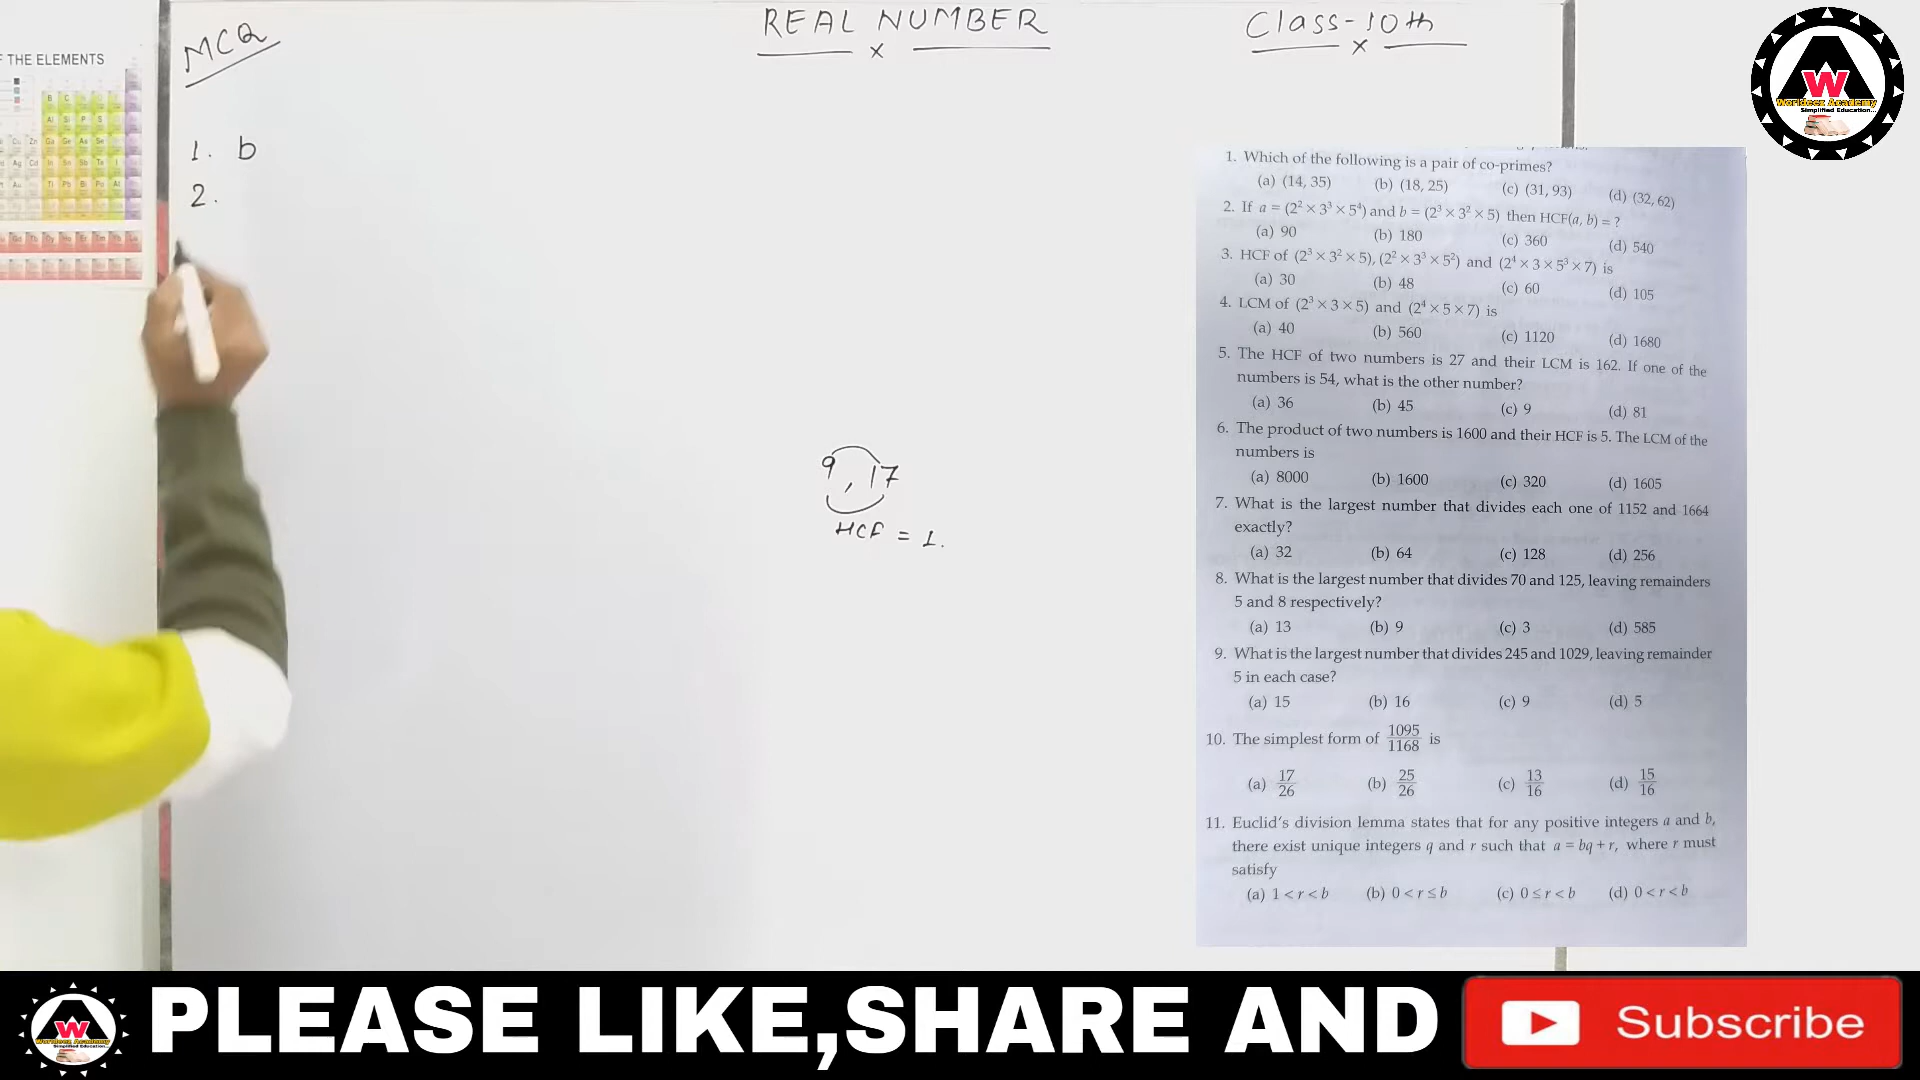 MCQ
REAL NUMBER
Class-10th
THE ELEMENTS
W
Worldeez Academy
Simplified Education...
1. b
2.
9, 17
HCF = 1.
1. Which of the following is a pair of co-primes?
(a) (14, 35) (b) (18, 25) (c) (31, 93) (d) (32, 62)
2. If a = (2² × 3³ × 5⁴) and b = (2³ × 3² × 5) then HCF(a, b) = ?
(a) 90 (b) 180 (c) 360 (d) 540
3. HCF of (2³ × 3² × 5), (2² × 3³ × 5²) and (2⁴ × 3 × 5³ × 7) is
(a) 30 (b) 48 (c) 60 (d) 105
4. LCM of (2³ × 3 × 5) and (2⁴ × 5 × 7) is
(a) 40 (b) 560 (c) 1120 (d) 1680
5. The HCF of two numbers is 27 and their LCM is 162. If one of the
numbers is 54, what is the other number?
(a) 36 (b) 45 (c) 9 (d) 81
6. The product of two numbers is 1600 and their HCF is 5. The LCM of the
numbers is
(a) 8000 (b) 1600 (c) 320 (d) 1605
7. What is the largest number that divides each one of 1152 and 1664
exactly?
(a) 32 (b) 64 (c) 128 (d) 256
8. What is the largest number that divides 70 and 125, leaving remainders
5 and 8 respectively?
(a) 13 (b) 9 (c) 3 (d) 585
9. What is the largest number that divides 245 and 1029, leaving remainder
5 in each case?
(a) 15 (b) 16 (c) 9 (d) 5
10. The simplest form of 1095/1168 is
(a) 17/26 (b) 25/26 (c) 13/16 (d) 15/16
11. Euclid's division lemma states that for any positive integers a and b,
there exist unique integers q and r such that a = bq + r, where r must
satisfy
(a) 1 < r < b (b) 0 < r ≤ b (c) 0 ≤ r < b (d) 0 < r < b
W
PLEASE LIKE,SHARE AND
Subscribe